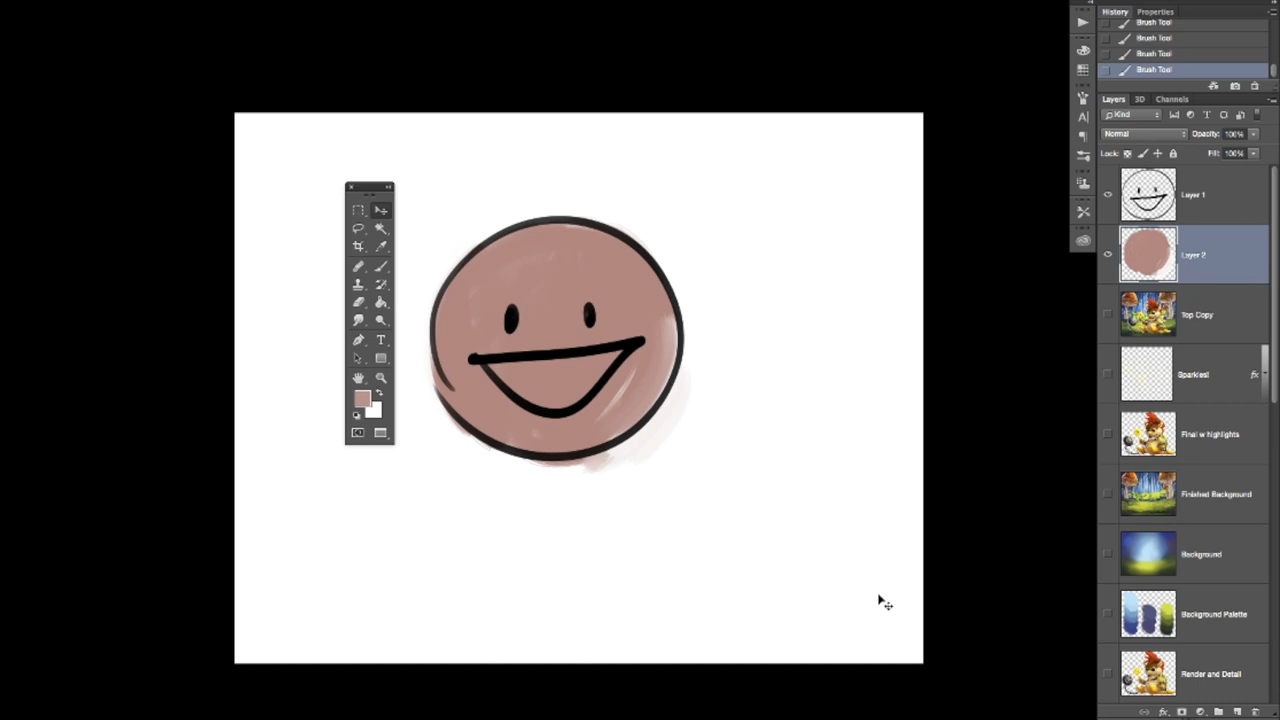 History Properties
Brush Tool
Brush Tool
Brush Tool
Brush Tool
Layers 3D Channels
Kind
Normal Opacity: 100%
Lock: Fill: 100%
Layer 1
Layer 2
Top Copy
Sparkles! fx
Final w highlights
Finished Background
Background
Background Palette
Render and Detail